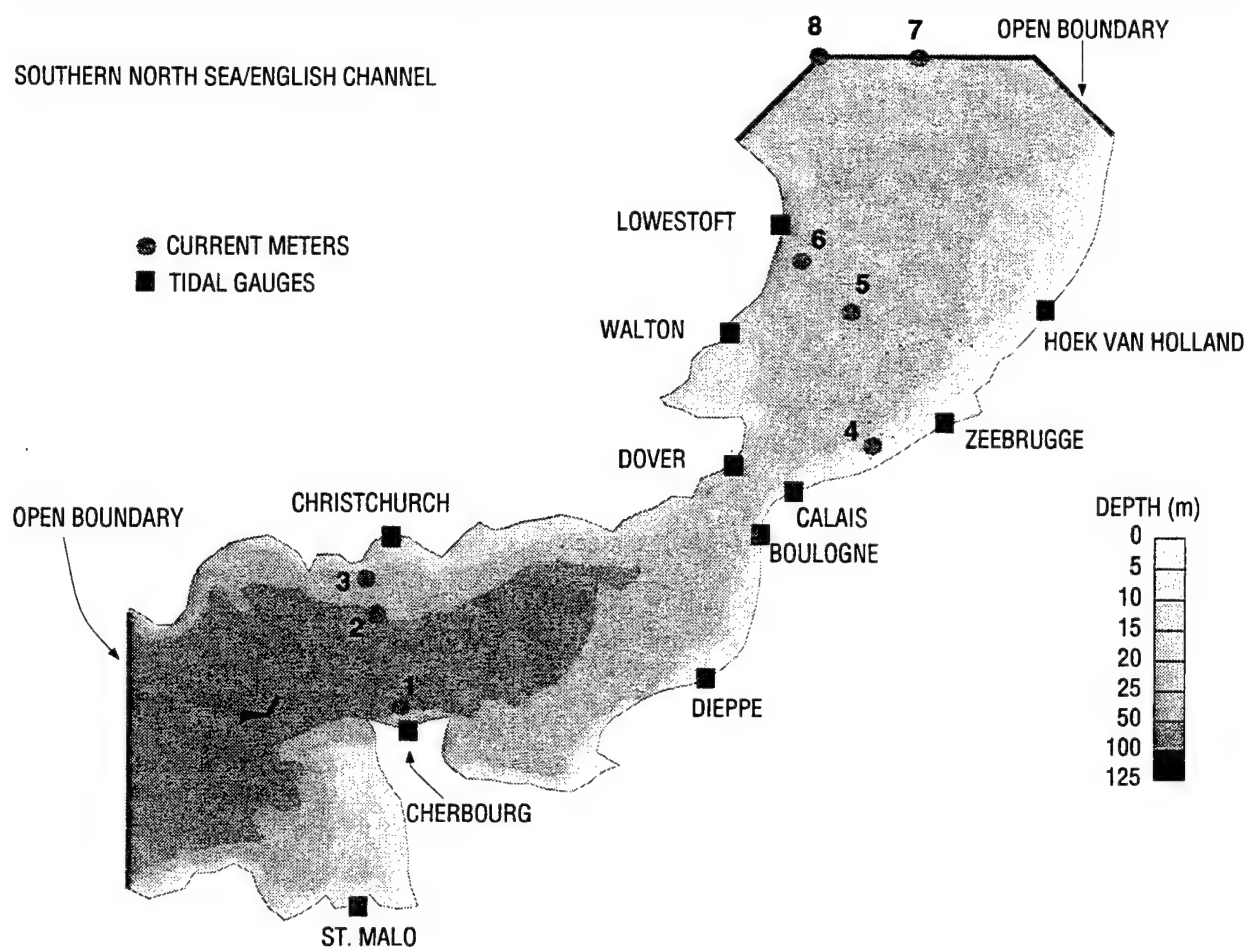 8
7
OPEN BOUNDARY
SOUTHERN NORTH SEA/ENGLISH CHANNEL
LOWESTOFT
6
CURRENT METERS
TIDAL GAUGES
5
WALTON
HOEK VAN HOLLAND
4
ZEEBRUGGE
DOVER
CHRISTCHURCH
CALAIS
OPEN BOUNDARY
BOULOGNE
DEPTH (m)
0
5
10
15
20
25
50
100
125
3
2
1
DIEPPE
CHERBOURG
ST. MALO